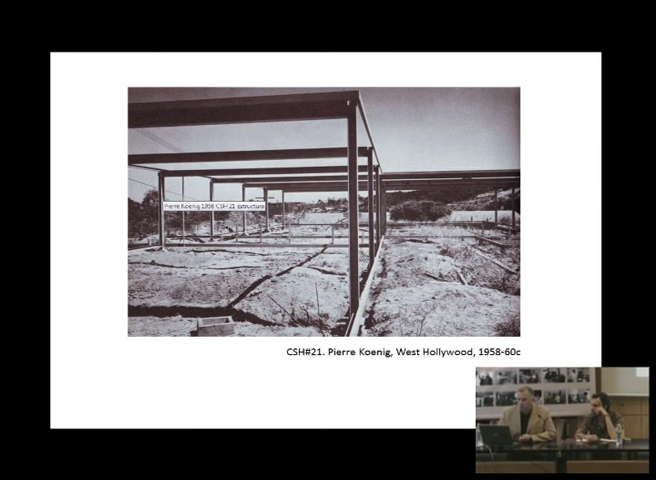 Pierre Koenig 1958 CSH 21 estructura
CSH#21. Pierre Koenig, West Hollywood, 1958-60c